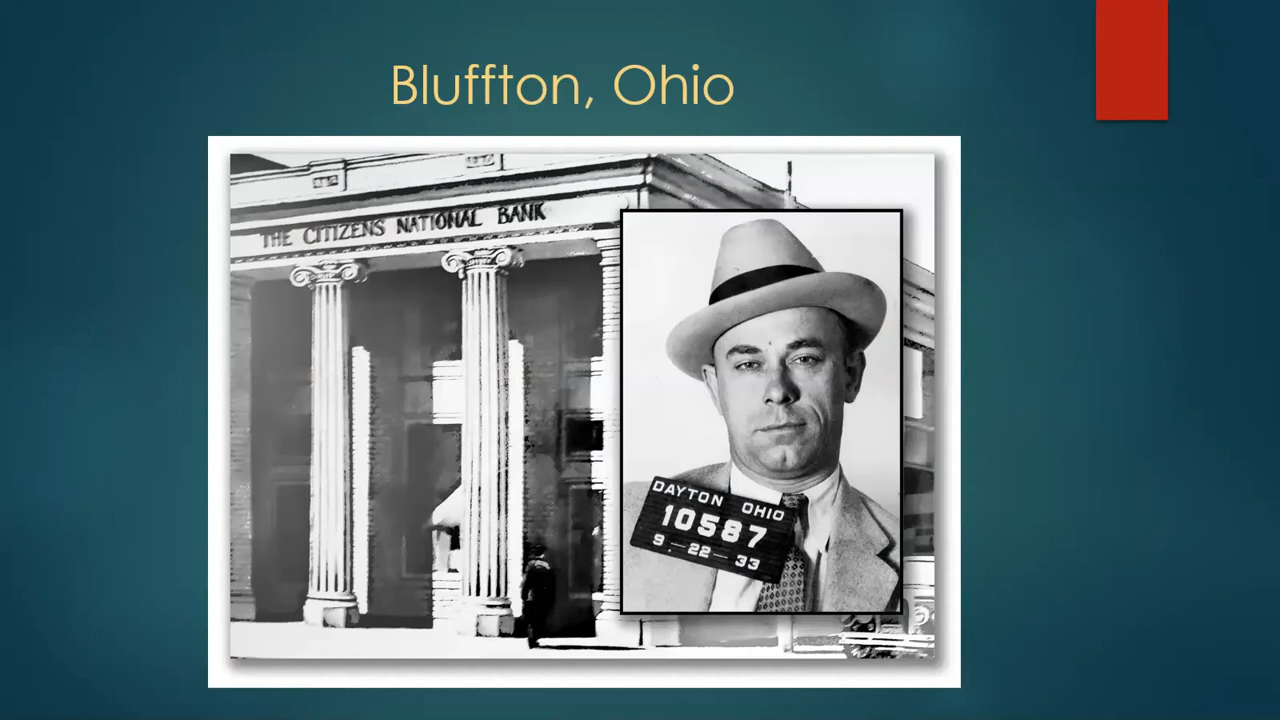 Bluffton, Ohio
THE CITIZENS NATIONAL BANK
DAYTON OHIO
10587
9-22-33